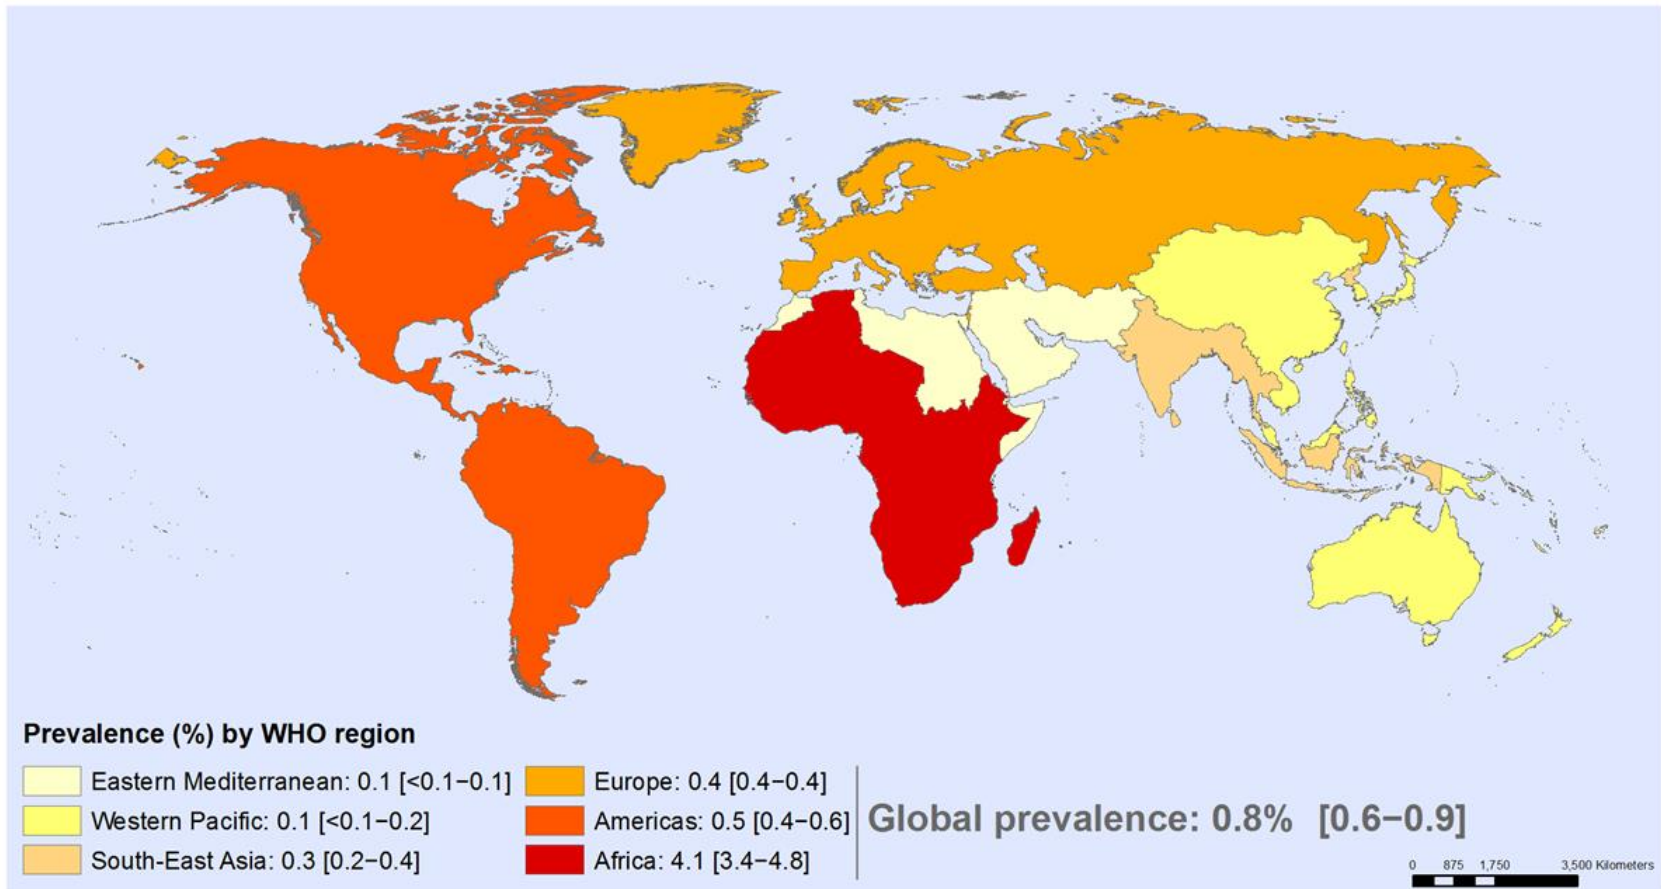 Prevalence (%) by WHO region
Eastern Mediterranean: 0.1 [<0.1−0.1]
Western Pacific: 0.1 [<0.1−0.2]
South-East Asia: 0.3 [0.2−0.4]
Europe: 0.4 [0.4−0.4]
Americas: 0.5 [0.4−0.6]
Africa: 4.1 [3.4−4.8]
Global prevalence: 0.8% [0.6−0.9]
0 875 1,750 3,500 Kilometers